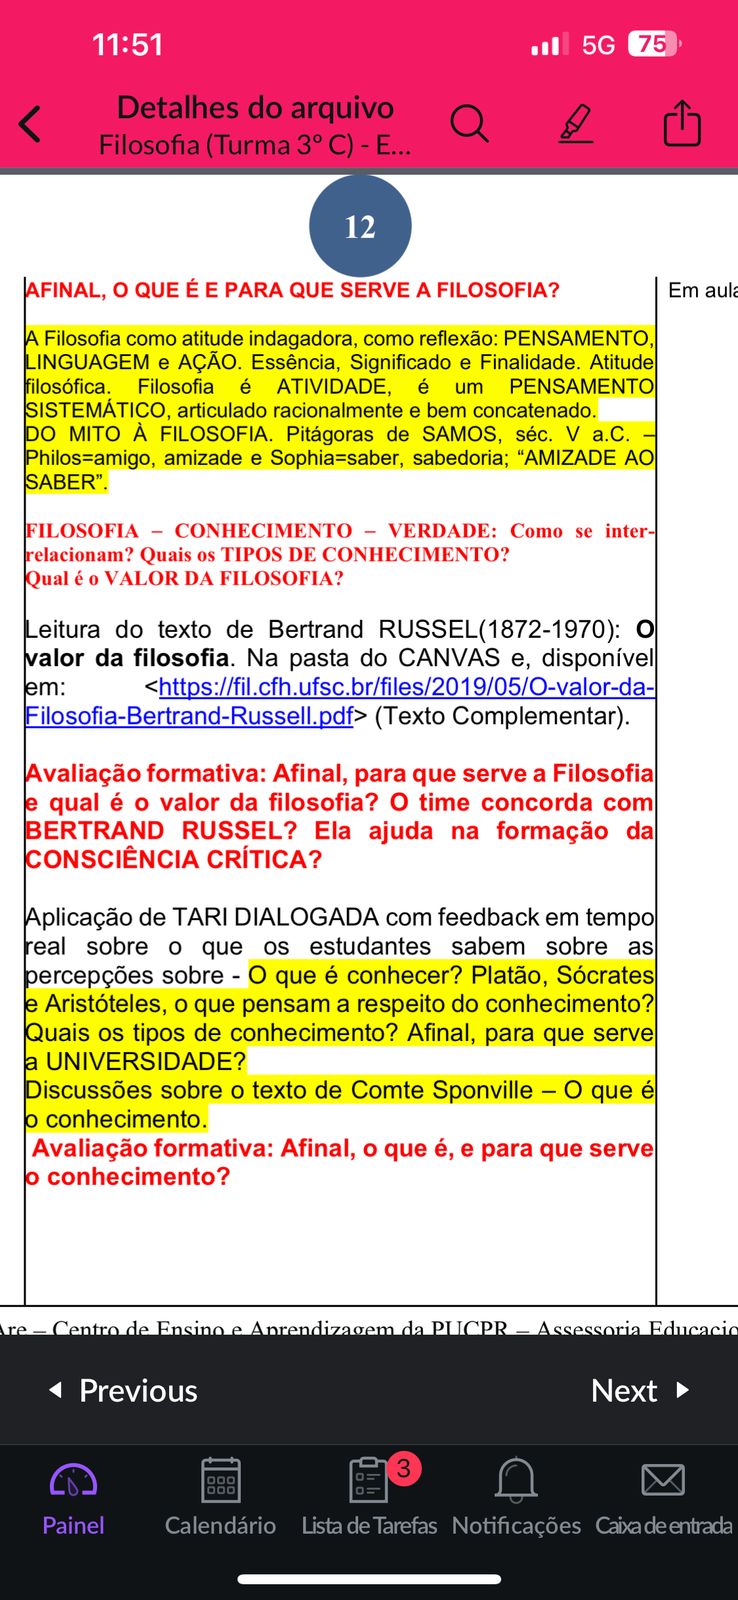 11:51
5G 75
Detalhes do arquivo
Filosofia (Turma 3º C) - E...
12
AFINAL, O QUE É E PARA QUE SERVE A FILOSOFIA?
Em aula
A Filosofia como atitude indagadora, como reflexão: PENSAMENTO,
LINGUAGEM e AÇÃO. Essência, Significado e Finalidade. Atitude
filosófica. Filosofia é ATIVIDADE, é um PENSAMENTO
SISTEMÁTICO, articulado racionalmente e bem concatenado.
DO MITO À FILOSOFIA. Pitágoras de SAMOS, séc. V a.C. –
Philos=amigo, amizade e Sophia=saber, sabedoria; “AMIZADE AO
SABER”.
FILOSOFIA – CONHECIMENTO – VERDADE: Como se inter-
relacionam? Quais os TIPOS DE CONHECIMENTO?
Qual é o VALOR DA FILOSOFIA?
Leitura do texto de Bertrand RUSSEL(1872-1970): O
valor da filosofia. Na pasta do CANVAS e, disponível
em: <https://fil.cfh.ufsc.br/files/2019/05/O-valor-da-
Filosofia-Bertrand-Russell.pdf> (Texto Complementar).
Avaliação formativa: Afinal, para que serve a Filosofia
e qual é o valor da filosofia? O time concorda com
BERTRAND RUSSEL? Ela ajuda na formação da
CONSCIÊNCIA CRÍTICA?
Aplicação de TARI DIALOGADA com feedback em tempo
real sobre o que os estudantes sabem sobre as
percepções sobre - O que é conhecer? Platão, Sócrates
e Aristóteles, o que pensam a respeito do conhecimento?
Quais os tipos de conhecimento? Afinal, para que serve
a UNIVERSIDADE?
Discussões sobre o texto de Comte Sponville – O que é
o conhecimento.
Avaliação formativa: Afinal, o que é, e para que serve
o conhecimento?
Are – Centro de Ensino e Aprendizagem da PUCPR – Assessoria Educacio
Previous
Next
3
Painel
Calendário
Lista de Tarefas
Notificações
Caixa de entrada